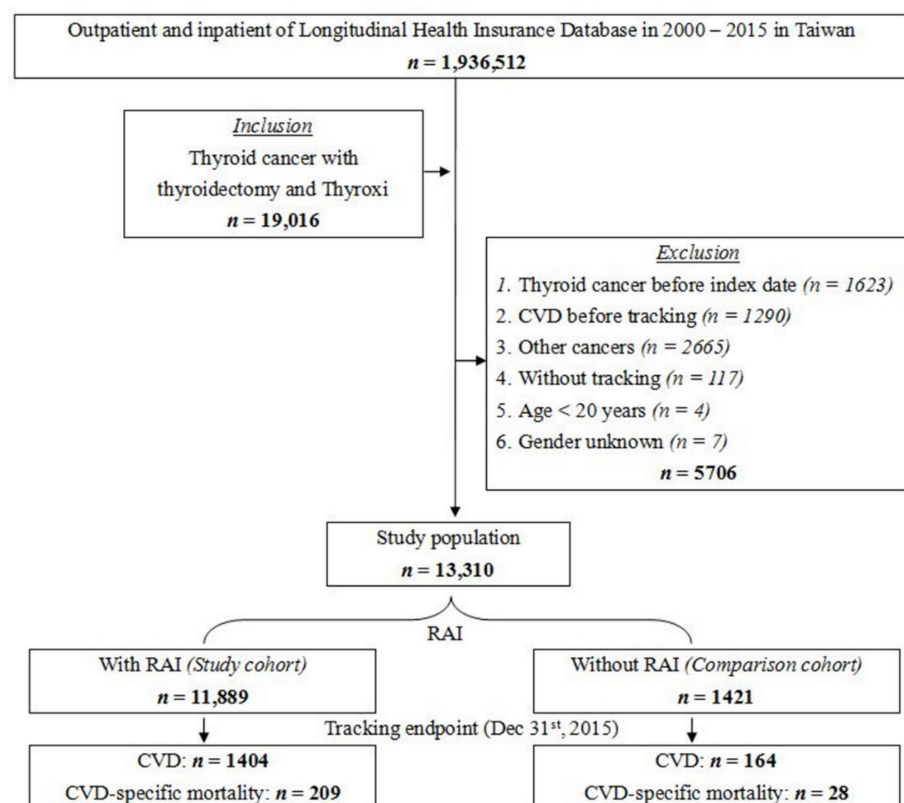 Outpatient and inpatient of Longitudinal Health Insurance Database in 2000 – 2015 in Taiwan
n = 1,936,512
Inclusion
Thyroid cancer with
thyroidectomy and Thyroxi
n = 19,016
Exclusion
1. Thyroid cancer before index date (n = 1623)
2. CVD before tracking (n = 1290)
3. Other cancers (n = 2665)
4. Without tracking (n = 117)
5. Age < 20 years (n = 4)
6. Gender unknown (n = 7)
n = 5706
Study population
n = 13,310
RAI
With RAI (Study cohort)
n = 11,889
Without RAI (Comparison cohort)
n = 1421
Tracking endpoint (Dec 31st, 2015)
CVD: n = 1404
CVD-specific mortality: n = 209
CVD: n = 164
CVD-specific mortality: n = 28